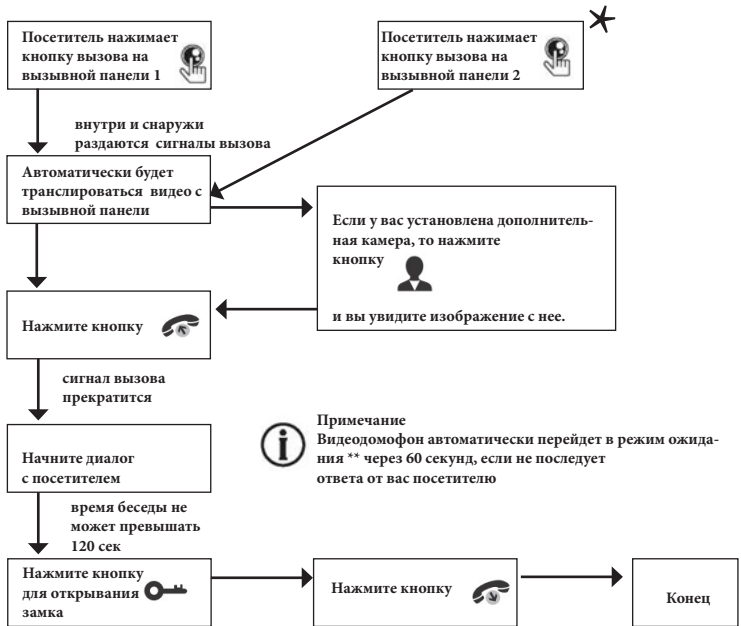 Посетитель нажимает
кнопку вызова на
вызывной панели 1
Посетитель нажимает
кнопку вызова на
вызывной панели 2
внутри и снаружи
раздаются сигналы вызова
Автоматически будет
транслироваться видео с
вызывной панели
Если у вас установлена дополнитель-
ная камера, то нажмите
кнопку
и вы увидите изображение с нее.
Нажмите кнопку
сигнал вызова
прекратится
Примечание
Видеодомофон автоматически перейдет в режим ожида-
ния ** через 60 секунд, если не последует
ответа от вас посетителю
Начните диалог
с посетителем
время беседы не
может превышать
120 сек
Нажмите кнопку
для открывания
замка
Нажмите кнопку
Конец